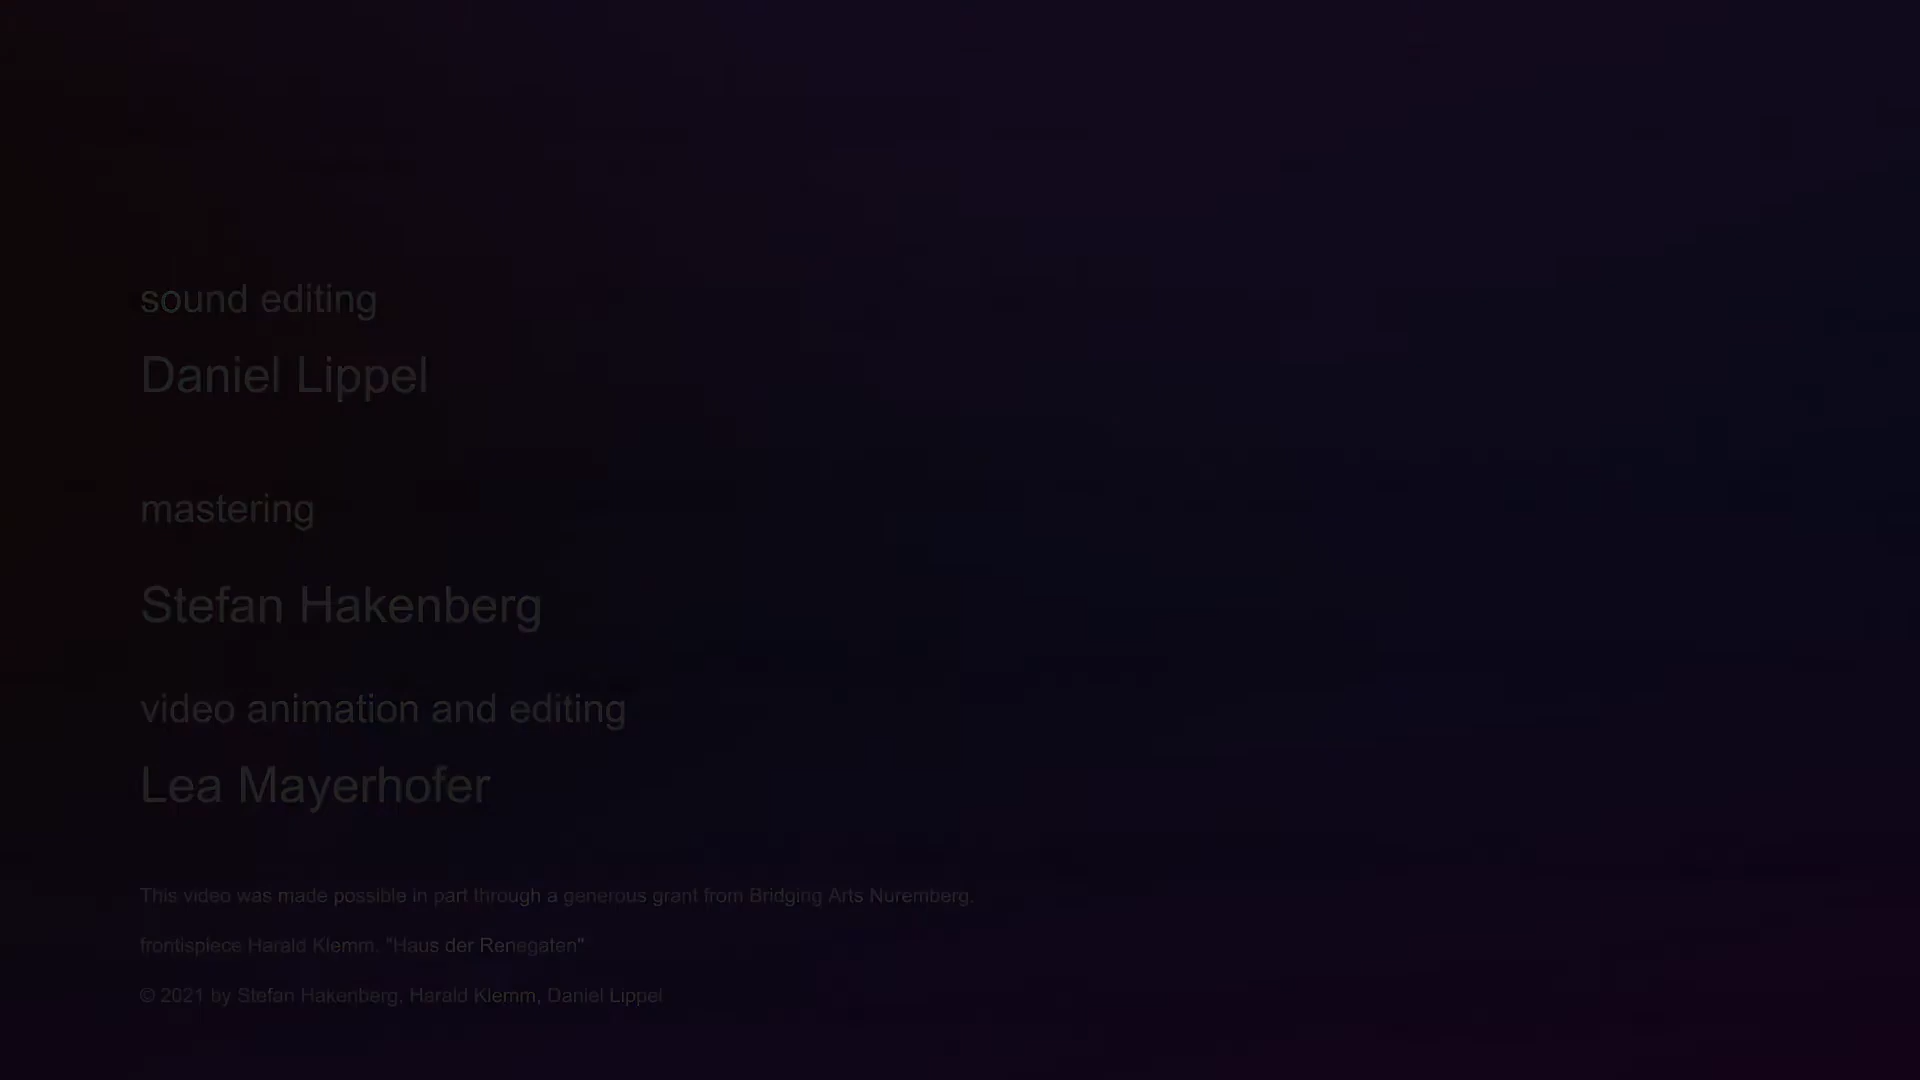 sound editing
Daniel Lippel
mastering
Stefan Hakenberg
video animation and editing
Lea Mayerhofer
This video was made possible in part through a generous grant from Bridging Arts Nuremberg.
frontispiece Harald Klemm, "Haus der Renegaten"
© 2021 by Stefan Hakenberg, Harald Klemm, Daniel Lippel